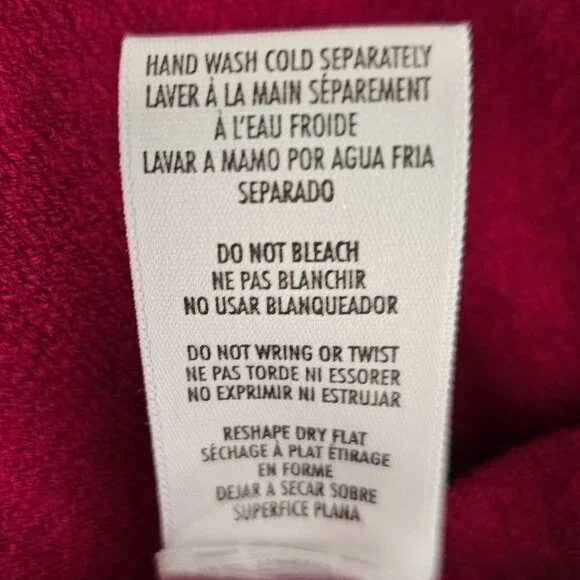 HAND WASH COLD SEPARATELY
LAVER À LA MAIN SÉPAREMENT
À L'EAU FROIDE
LAVAR A MAMO POR AGUA FRIA
SEPARADO
DO NOT BLEACH
NE PAS BLANCHIR
NO USAR BLANQUEADOR
DO NOT WRING OR TWIST
NE PAS TORDE NI ESSORER
NO EXPRIMIR NI ESTRUJAR
RESHAPE DRY FLAT
SÉCHAGE À PLAT ÉTIRAGE
EN FORME
DEJAR A SECAR SOBRE
SUPERFICE PLANA